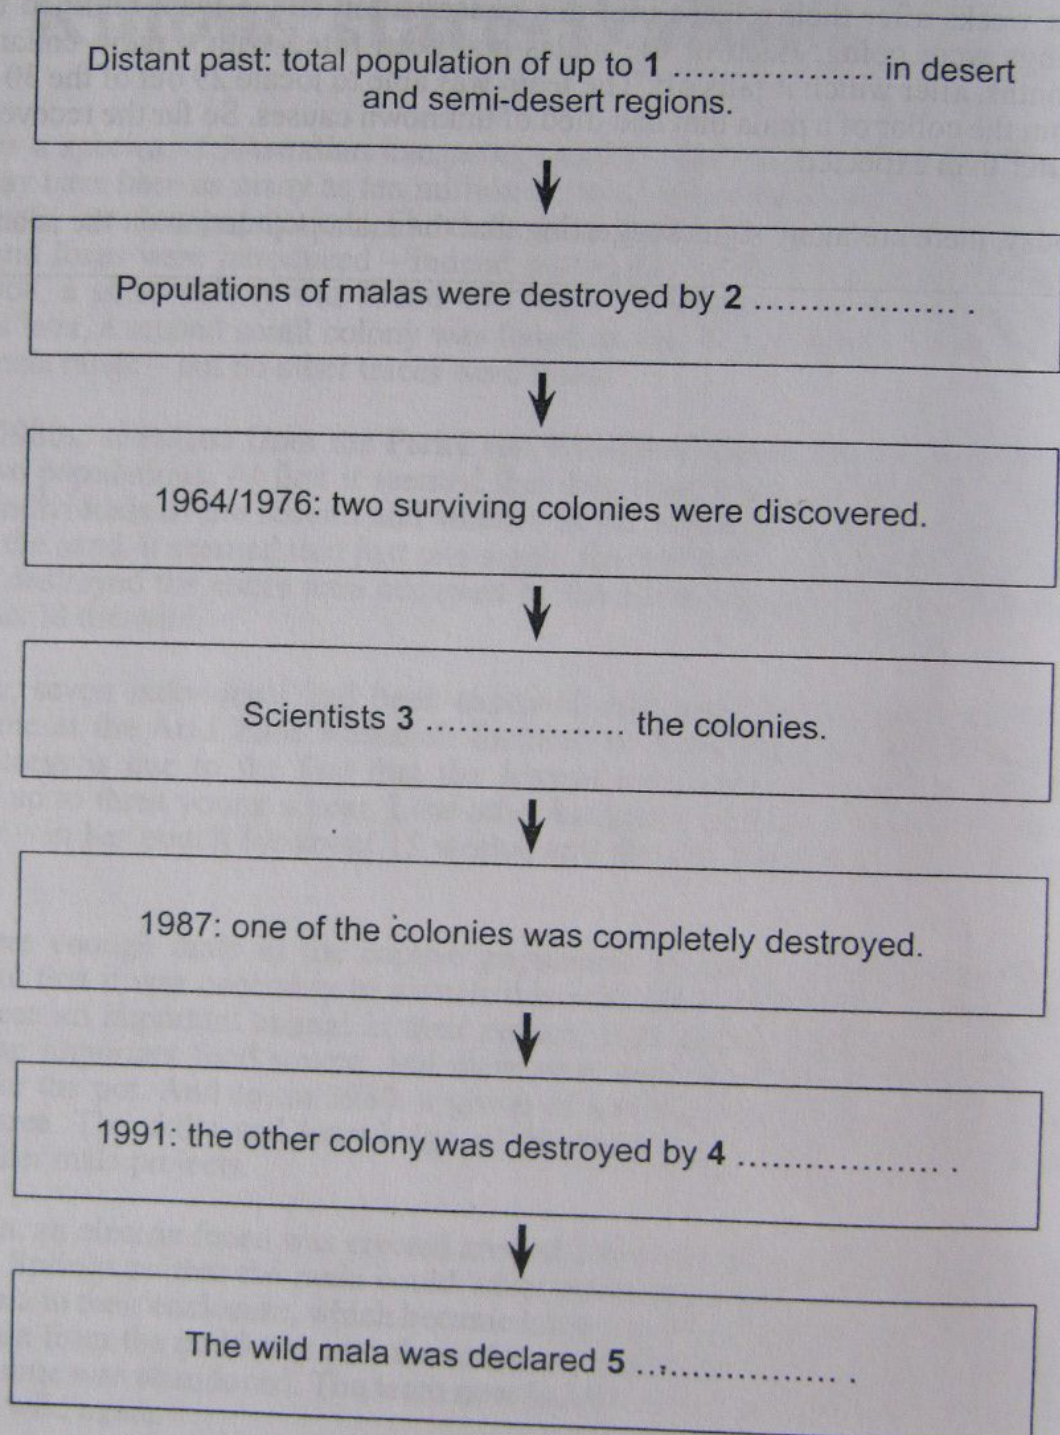 Distant past: total population of up to 1 .................. in desert
and semi-desert regions.
Populations of malas were destroyed by 2 .................. .
1964/1976: two surviving colonies were discovered.
Scientists 3 .................. the colonies.
1987: one of the colonies was completely destroyed.
1991: the other colony was destroyed by 4 .................. .
The wild mala was declared 5 .................. .